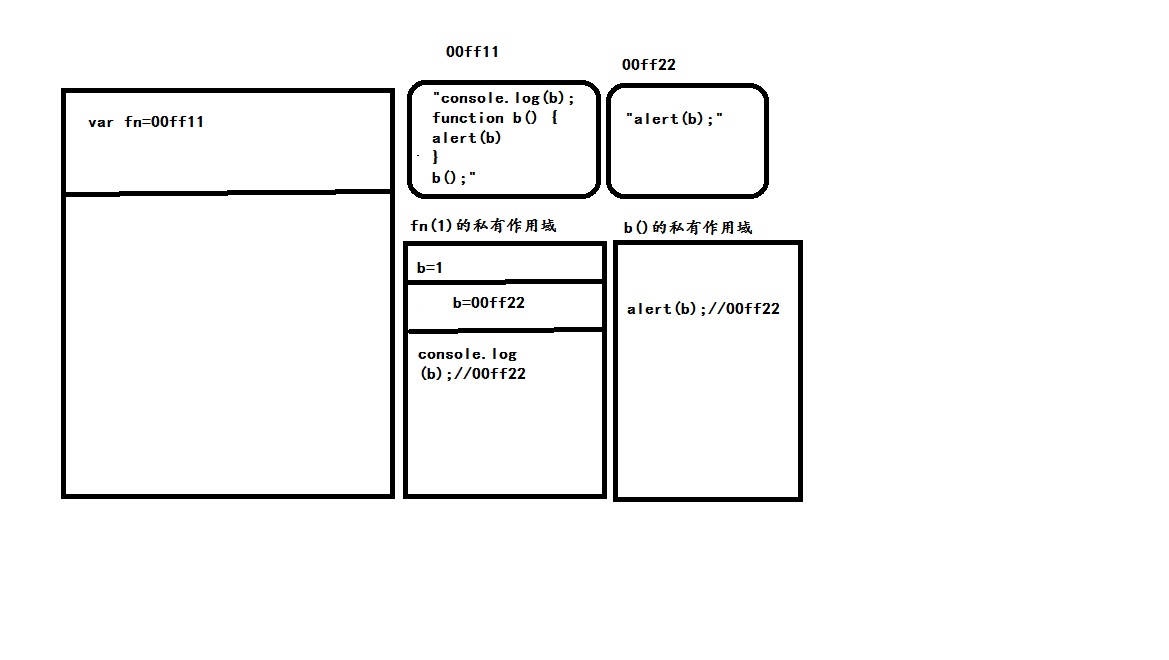 00ff11
00ff22
var fn=00ff11
"console.log(b);
function b() {
alert(b)
}
b();"
"alert(b);"
fn(1)的私有作用域
b()的私有作用域
b=1
b=00ff22
console.log
(b);//00ff22
alert(b);//00ff22